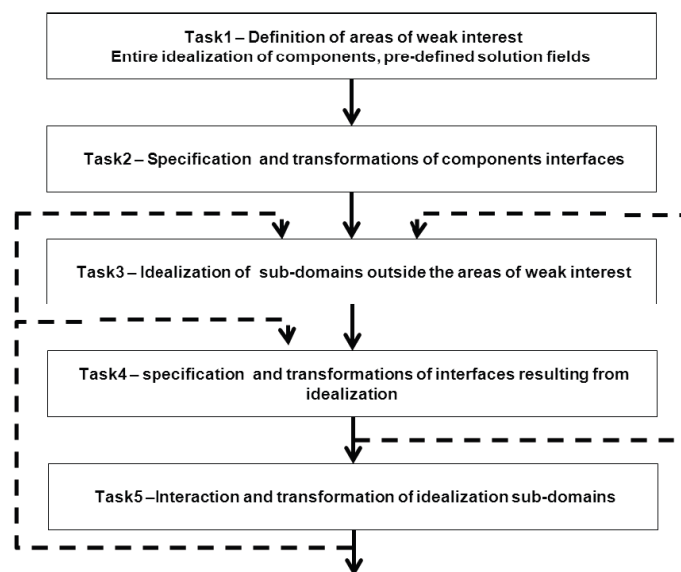 Task1 – Definition of areas of weak interest
Entire idealization of components, pre-defined solution fields
Task2 – Specification and transformations of components interfaces
Task3 – Idealization of sub-domains outside the areas of weak interest
Task4 – specification and transformations of interfaces resulting from
idealization
Task5 –Interaction and transformation of idealization sub-domains